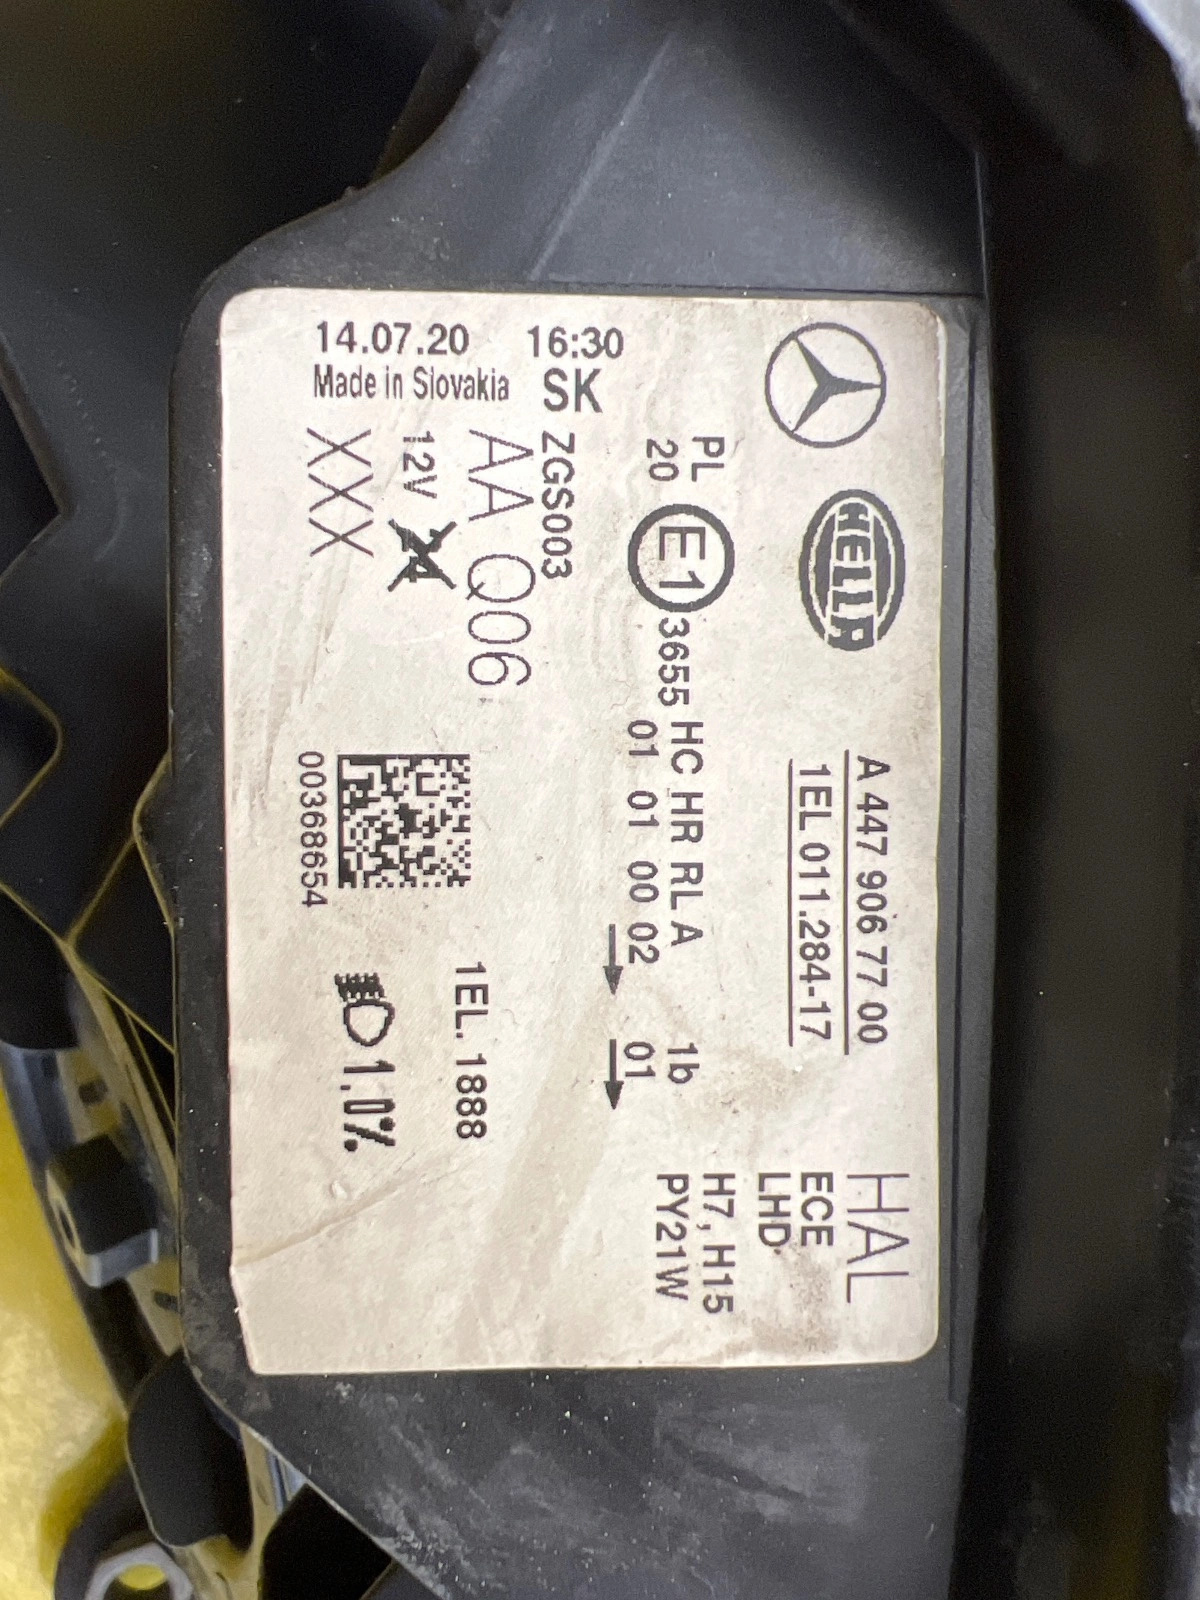 HELLA
A 447 906 77 00
1EL 011.284-17
HAL
ECE
LHD
PL
20
E1
3655 HC HR RL A
01 01 00 02
1b
01
H7, H15
PY21W
14.07.20 16:30
Made in Slovakia SK
ZGS003
AA Q06
12V 24
XXX
00368654
1EL.1888
1.0%